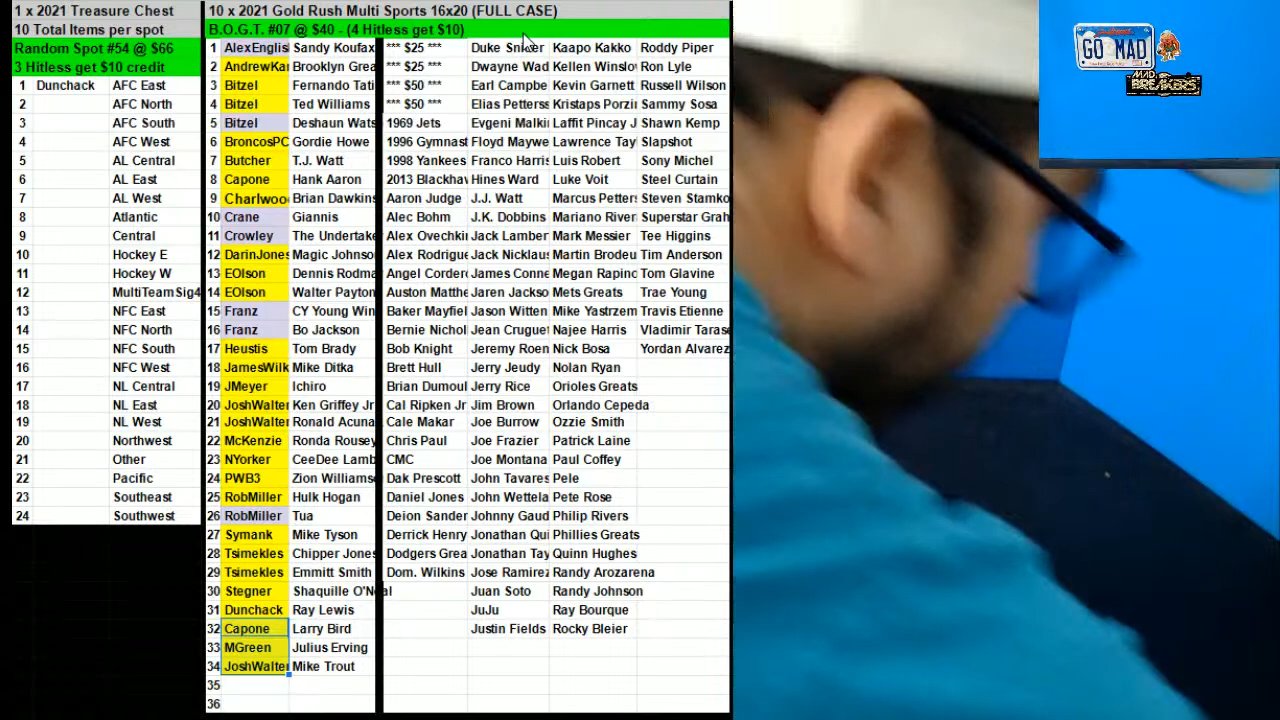 1 x 2021 Treasure Chest
10 Total Items per spot
Random Spot #54 @ $66
3 Hitless get $10 credit
1 Dunchack AFC East
2 AFC North
3 AFC South
4 AFC West
5 AL Central
6 AL East
7 AL West
8 Atlantic
9 Central
10 Hockey E
11 Hockey W
12 MultiTeamSig4
13 NFC East
14 NFC North
15 NFC South
16 NFC West
17 NL Central
18 NL East
19 NL West
20 Northwest
21 Other
22 Pacific
23 Southeast
24 Southwest
10 x 2021 Gold Rush Multi Sports 16x20 (FULL CASE)
B.O.G.T. #07 @ $40 - (4 Hitless get $10)
1 AlexEnglis Sandy Koufax
2 AndrewKar Brooklyn Grea
3 Bitzel Fernando Tati
4 Bitzel Ted Williams
5 Bitzel Deshaun Wats
6 BroncosPC Gordie Howe
7 Butcher T.J. Watt
8 Capone Hank Aaron
9 Charlwoo Brian Dawkins
10 Crane Giannis
11 Crowley The Undertake
12 DarinJones Magic Johnso
13 EOlson Dennis Rodma
14 EOlson Walter Payton
15 Franz CY Young Win
16 Franz Bo Jackson
17 Heustis Tom Brady
18 JamesWilk Mike Ditka
19 JMeyer Ichiro
20 JoshWalter Ken Griffey Jr
21 JoshWalter Ronald Acuna
22 McKenzie Ronda Rousey
23 NYorker CeeDee Lamb
24 PWB3 Zion Williams
25 RobMiller Hulk Hogan
26 RobMiller Tua
27 Symank Mike Tyson
28 Tsimekles Chipper Jones
29 Tsimekles Emmitt Smith
30 Stegner Shaquille O'Neal
31 Dunchack Ray Lewis
32 Capone Larry Bird
33 MGreen Julius Erving
34 JoshWalter Mike Trout
35
36
*** $25 ***
*** $25 ***
*** $50 ***
*** $50 ***
1969 Jets
1996 Gymnast
1998 Yankees
2013 Blackhav
Aaron Judge
Alec Bohm
Alex Ovechki
Alex Rodrigu
Angel Corder
Auston Matthe
Baker Mayfiel
Bernie Nichol
Bob Knight
Brett Hull
Brian Dumoul
Cal Ripken Jr
Cale Makar
Chris Paul
CMC
Dak Prescott
Daniel Jones
Deion Sander
Derrick Henry
Dodgers Grea
Dom. Wilkins
Duke Snider
Dwayne Wad
Earl Campbe
Elias Petterss
Evgeni Malki
Floyd Maywe
Franco Harris
Hines Ward
J.J. Watt
J.K. Dobbins
Jack Lamber
Jack Nicklaus
James Conne
Jaren Jackso
Jason Witten
Jean Cruguet
Jeremy Roen
Jerry Jeudy
Jerry Rice
Jim Brown
Joe Burrow
Joe Frazier
Joe Montana
John Tavares
John Wettela
Johnny Gaud
Jonathan Qui
Jonathan Tay
Jose Ramirez
Juan Soto
JuJu
Justin Fields
Kaapo Kakko
Kellen Winslo
Kevin Garnett
Kristaps Porzi
Laffit Pincay J
Lawrence Tay
Luis Robert
Luke Voit
Marcus Petters
Mariano River
Mark Messier
Martin Brodeu
Megan Rapino
Mets Greats
Mike Yastrzem
Najee Harris
Nick Bosa
Nolan Ryan
Orioles Greats
Orlando Cepeda
Ozzie Smith
Patrick Laine
Paul Coffey
Pele
Pete Rose
Philip Rivers
Phillies Greats
Quinn Hughes
Randy Arozarena
Randy Johnson
Ray Bourque
Rocky Bleier
Roddy Piper
Ron Lyle
Russell Wilson
Sammy Sosa
Shawn Kemp
Slapshot
Sony Michel
Steel Curtain
Steven Stamko
Superstar Grah
Tee Higgins
Tim Anderson
Tom Glavine
Trae Young
Travis Etienne
Vladimir Tarase
Yordan Alvarez
GO MAD
MAD
BREAKERS